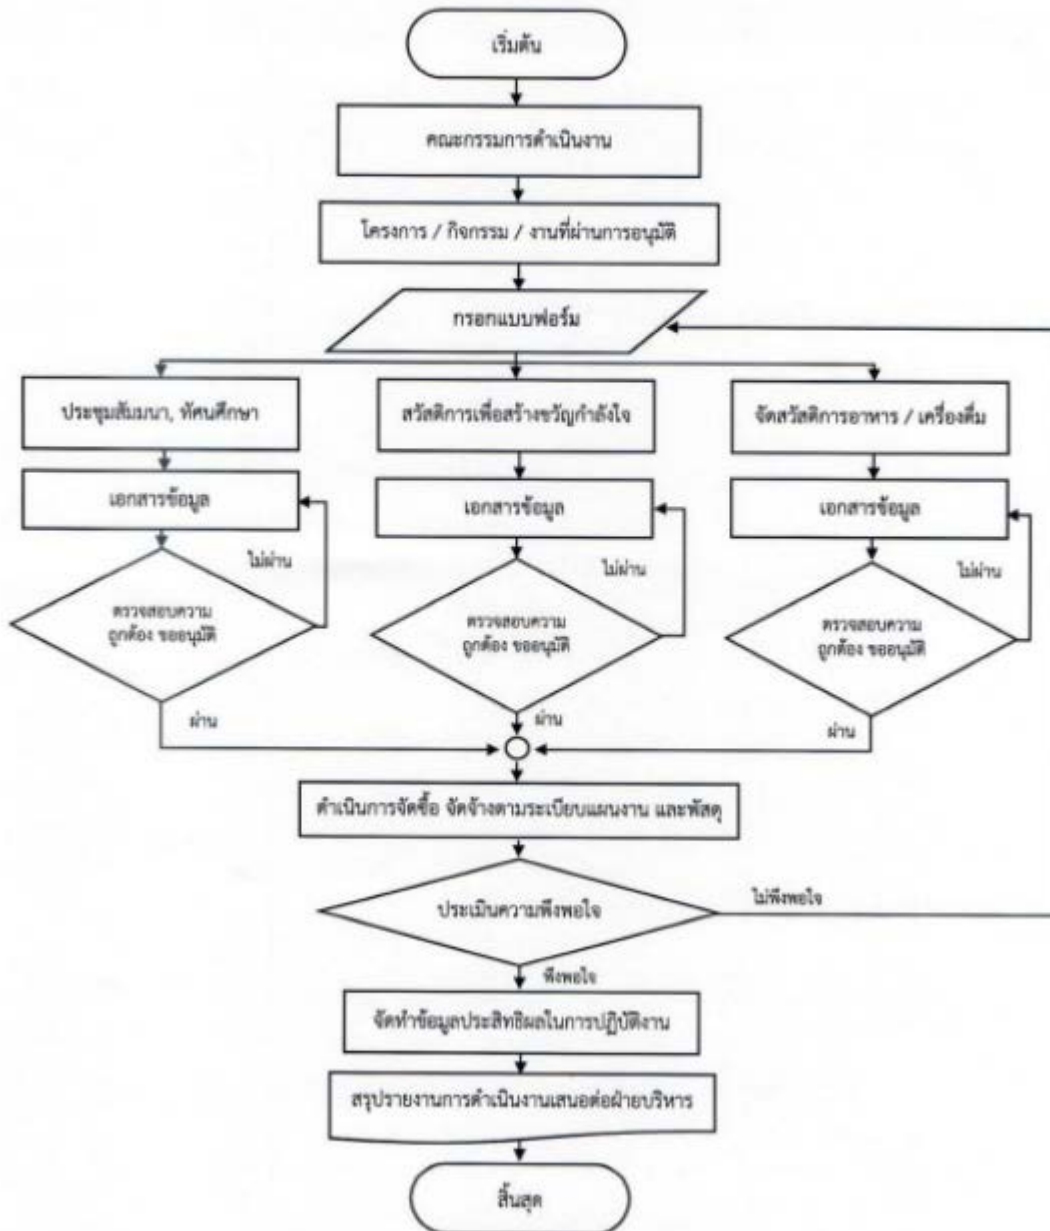 เริ่มต้น
คณะกรรมการดำเนินงาน
โครงการ / กิจกรรม / งานที่ผ่านการอนุมัติ
กรอกแบบฟอร์ม
ประชุมสัมมนา, ทัศนศึกษา
สวัสดิการเพื่อสร้างขวัญกำลังใจ
จัดสวัสดิการอาหาร / เครื่องดื่ม
เอกสารข้อมูล
เอกสารข้อมูล
เอกสารข้อมูล
ไม่ผ่าน
ไม่ผ่าน
ไม่ผ่าน
ตรวจสอบความ
ถูกต้อง ขออนุมัติ
ตรวจสอบความ
ถูกต้อง ขออนุมัติ
ตรวจสอบความ
ถูกต้อง ขออนุมัติ
ผ่าน
ผ่าน
ผ่าน
ดำเนินการจัดซื้อ จัดจ้างตามระเบียบแผนงาน และพัสดุ
ประเมินความพึงพอใจ
ไม่พึงพอใจ
พึงพอใจ
จัดทำข้อมูลประสิทธิผลในการปฏิบัติงาน
สรุปรายงานการดำเนินงานเสนอต่อฝ่ายบริหาร
สิ้นสุด